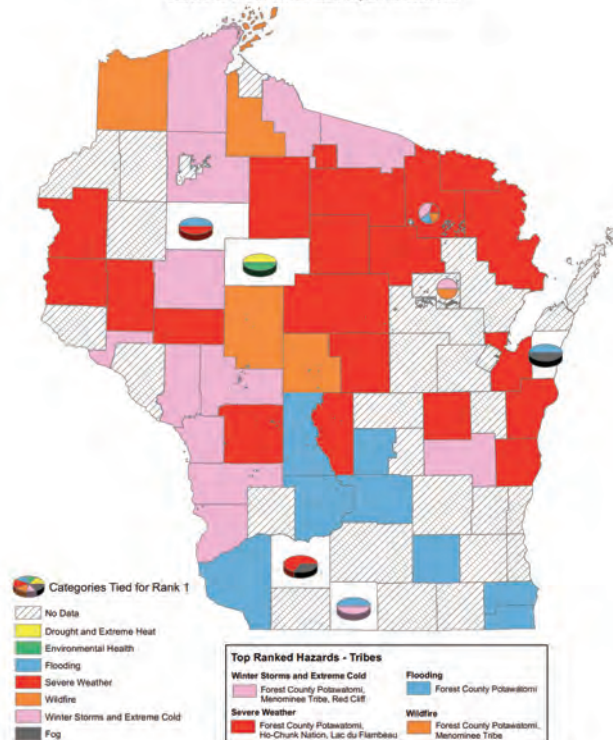 Categories Tied for Rank 1
No Data
Drought and Extreme Heat
Environmental Health
Flooding
Severe Weather
Wildfire
Winter Storms and Extreme Cold
Fog
Top Ranked Hazards - Tribes
Winter Storms and Extreme Cold
Forest County Potawatomi,
Menominee Tribe, Red Cliff
Severe Weather
Forest County Potawatomi,
Ho-Chunk Nation, Lac du Flambeau
Flooding
Forest County Potawatomi
Wildfire
Forest County Potawatomi,
Menominee Tribe